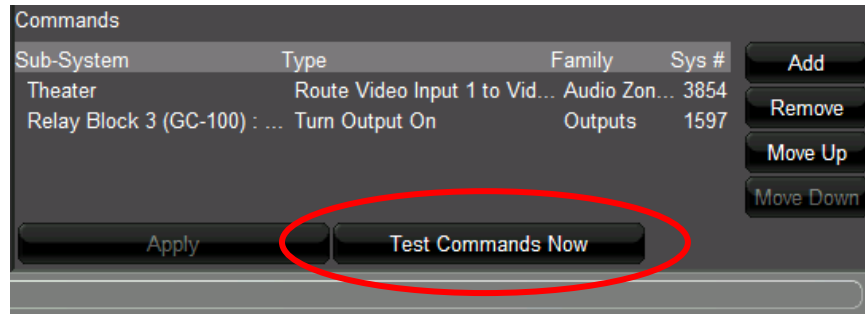 Commands
Sub-System Type Family Sys #
Theater Route Video Input 1 to Vid... Audio Zon... 3854
Relay Block 3 (GC-100) : ... Turn Output On Outputs 1597
Add
Remove
Move Up
Move Down
Apply Test Commands Now